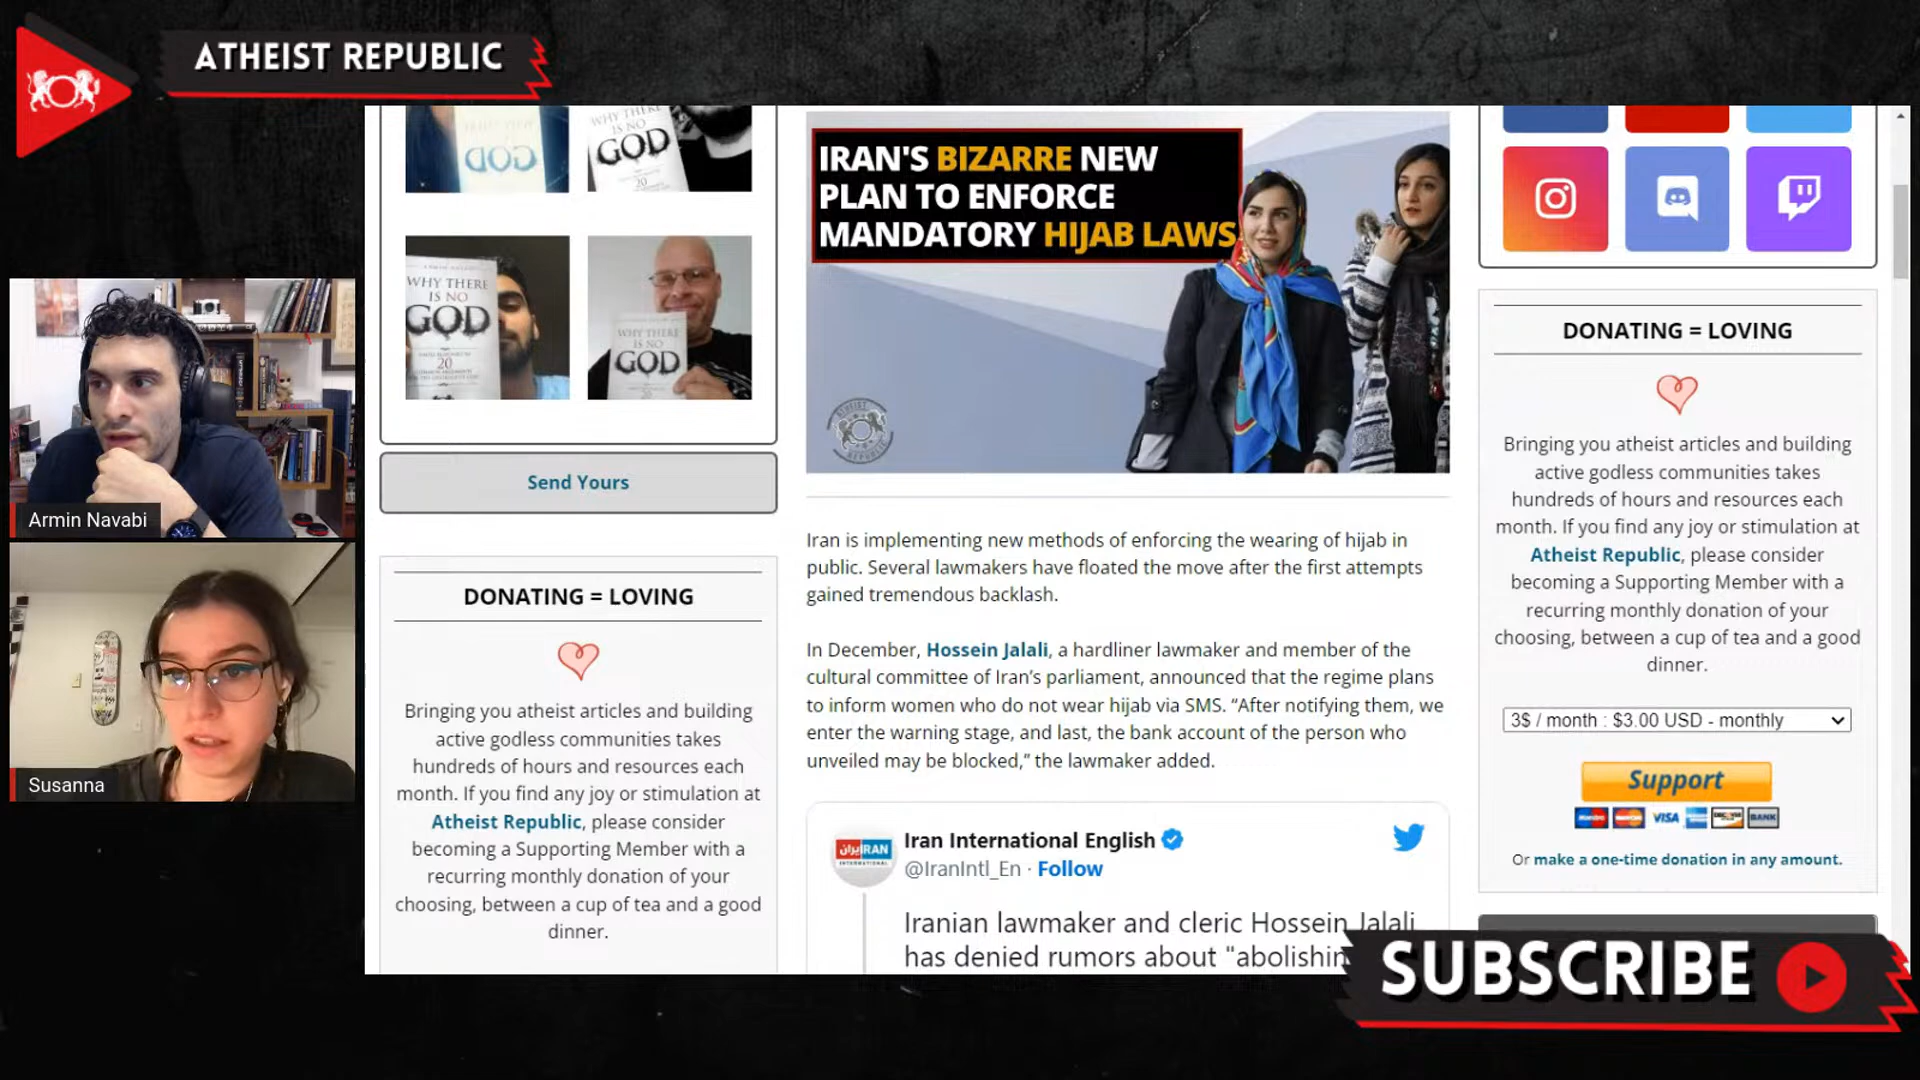 ATHEIST REPUBLIC
GOD
WHY THERE
IS NO
GOD
20
WHY THERE
IS NO
GOD
20
WHY THERE
IS NO
GOD
Send Yours
DONATING = LOVING
Bringing you atheist articles and building
active godless communities takes
hundreds of hours and resources each
month. If you find any joy or stimulation at
Atheist Republic, please consider
becoming a Supporting Member with a
recurring monthly donation of your
choosing, between a cup of tea and a good
dinner.
IRAN'S BIZARRE NEW
PLAN TO ENFORCE
MANDATORY HIJAB LAWS
ATHEIST
REPUBLIC
Iran is implementing new methods of enforcing the wearing of hijab in
public. Several lawmakers have floated the move after the first attempts
gained tremendous backlash.
In December, Hossein Jalali, a hardliner lawmaker and member of the
cultural committee of Iran’s parliament, announced that the regime plans
to inform women who do not wear hijab via SMS. “After notifying them, we
enter the warning stage, and last, the bank account of the person who
unveiled may be blocked,” the lawmaker added.
ایران IRAN
INTERNATIONAL
Iran International English
@IranIntl_En · Follow
Iranian lawmaker and cleric Hossein Jalali
has denied rumors about "abolishin
DONATING = LOVING
Bringing you atheist articles and building
active godless communities takes
hundreds of hours and resources each
month. If you find any joy or stimulation at
Atheist Republic, please consider
becoming a Supporting Member with a
recurring monthly donation of your
choosing, between a cup of tea and a good
dinner.
3$ / month : $3.00 USD - monthly
Support
VISA
BANK
Or make a one-time donation in any amount.
Armin Navabi
Susanna
SUBSCRIBE